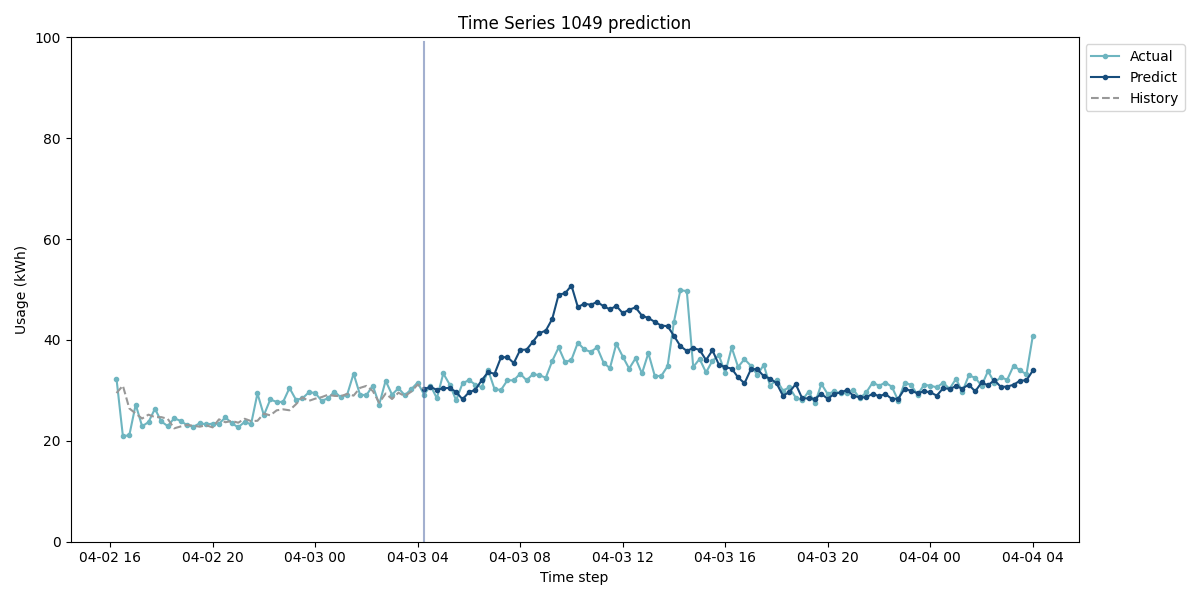 Time Series 1049 prediction
100
80
60
40
20
0
Usage (kWh)
04-02 16
04-02 20
04-03 00
04-03 04
04-03 08
04-03 12
04-03 16
04-03 20
04-04 00
04-04 04
Time step
Actual
Predict
History